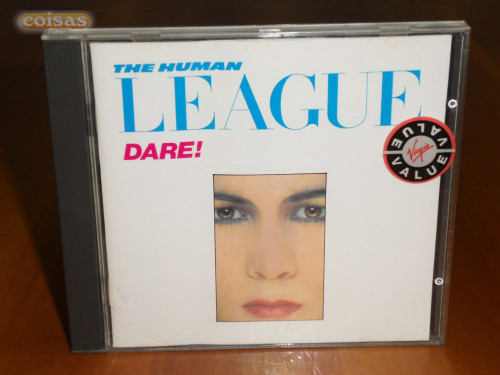 coisas
THE HUMAN
LEAGUE
DARE!
VALUE
Virgin
VALUE